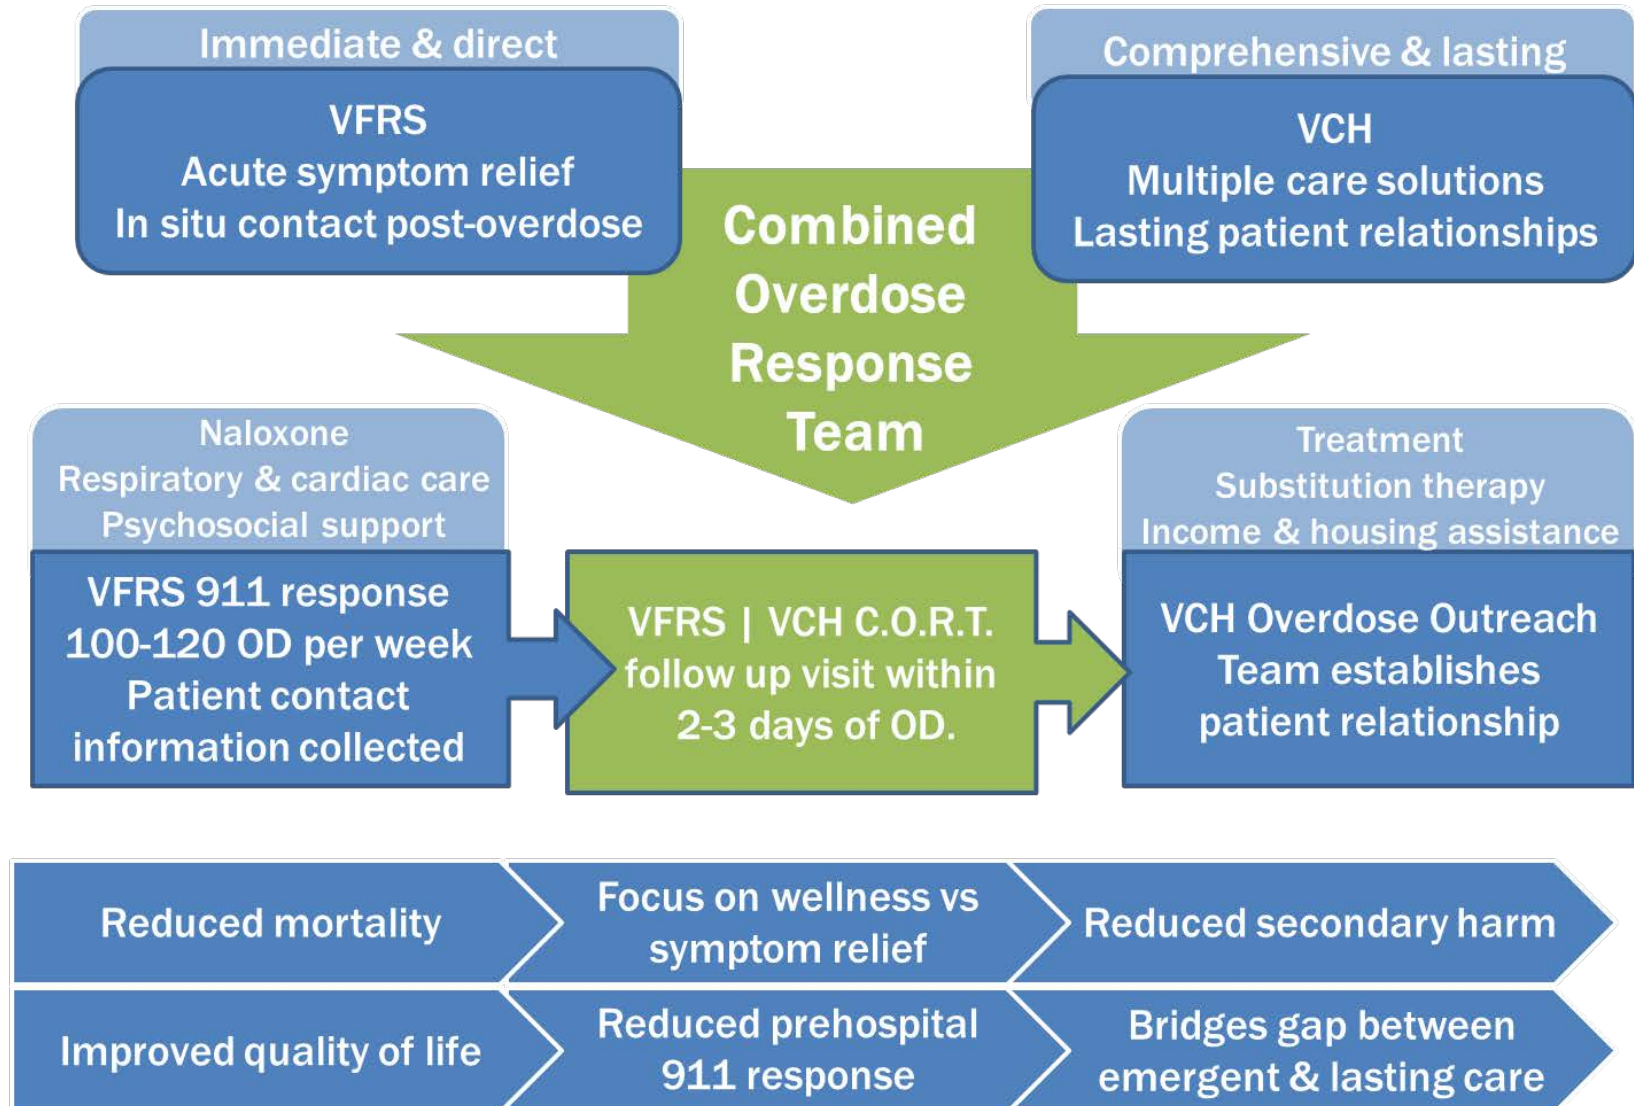 Immediate & direct
VFRS
Acute symptom relief
In situ contact post-overdose
Comprehensive & lasting
VCH
Multiple care solutions
Lasting patient relationships
Combined
Overdose
Response
Team
Naloxone
Respiratory & cardiac care
Psychosocial support
VFRS 911 response
100-120 OD per week
Patient contact
information collected
VFRS | VCH C.O.R.T.
follow up visit within
2-3 days of OD.
Treatment
Substitution therapy
Income & housing assistance
VCH Overdose Outreach
Team establishes
patient relationship
Reduced mortality
Focus on wellness vs
symptom relief
Reduced secondary harm
Improved quality of life
Reduced prehospital
911 response
Bridges gap between
emergent & lasting care